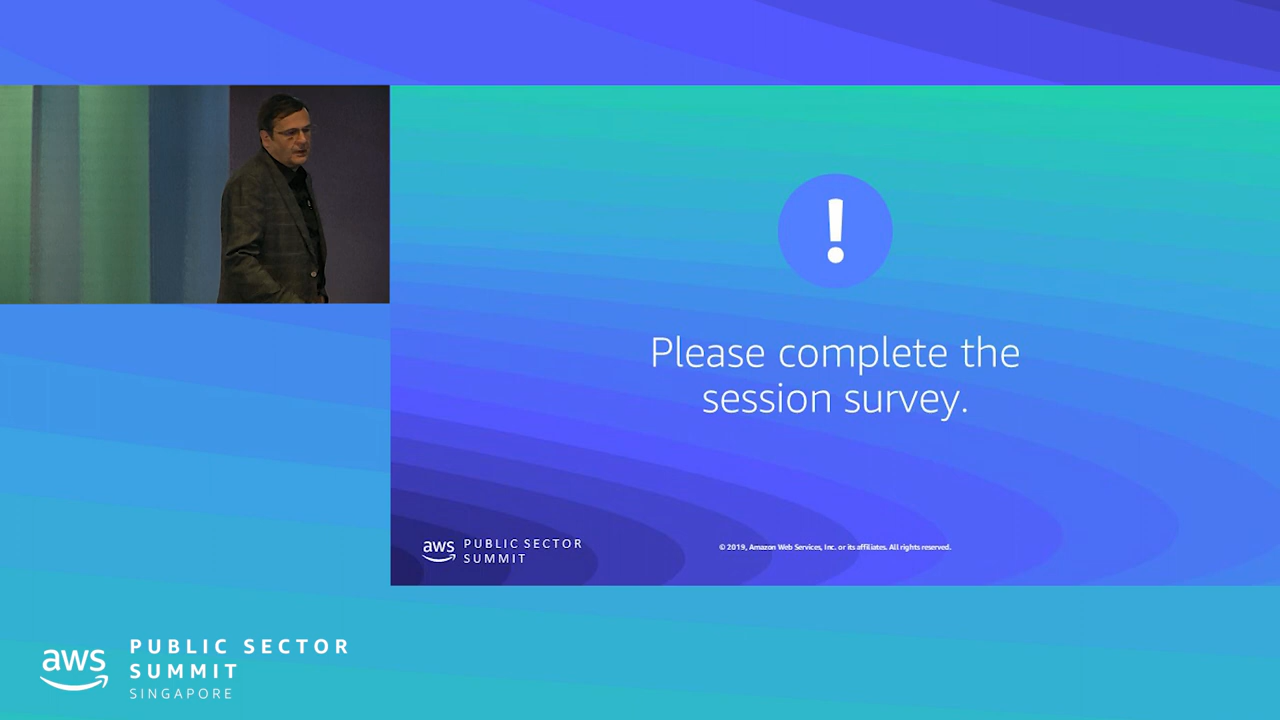 !
Please complete the
session survey.
aws
PUBLIC SECTOR
SUMMIT
© 2019, Amazon Web Services, Inc. or its affiliates. All rights reserved.
aws
PUBLIC SECTOR
SUMMIT
SINGAPORE